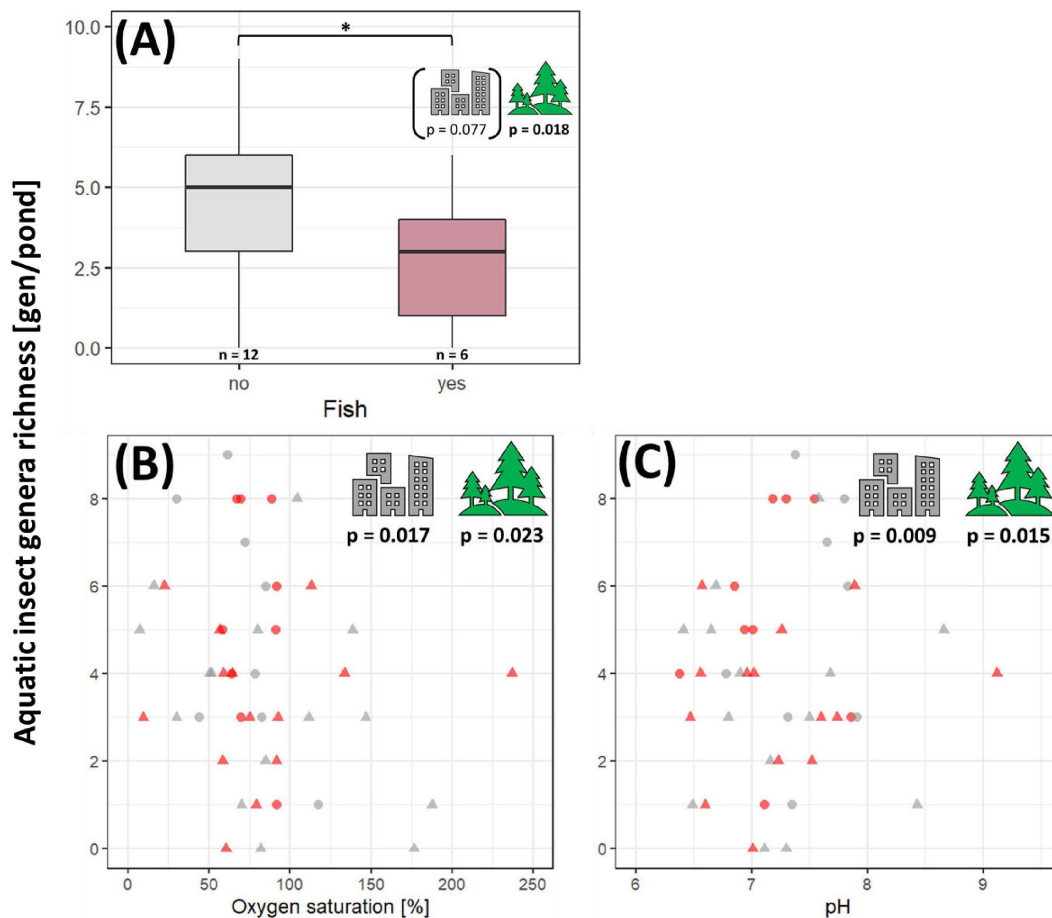 Aquatic insect genera richness [gen/pond]
(A)
*
10.0
7.5
5.0
2.5
0.0
p = 0.077
p = 0.018
n = 12
n = 6
no
yes
Fish
(B)
p = 0.017
p = 0.023
8
6
4
2
0
0
50
100
150
200
250
Oxygen saturation [%]
(C)
p = 0.009
p = 0.015
8
6
4
2
0
6
7
8
9
pH